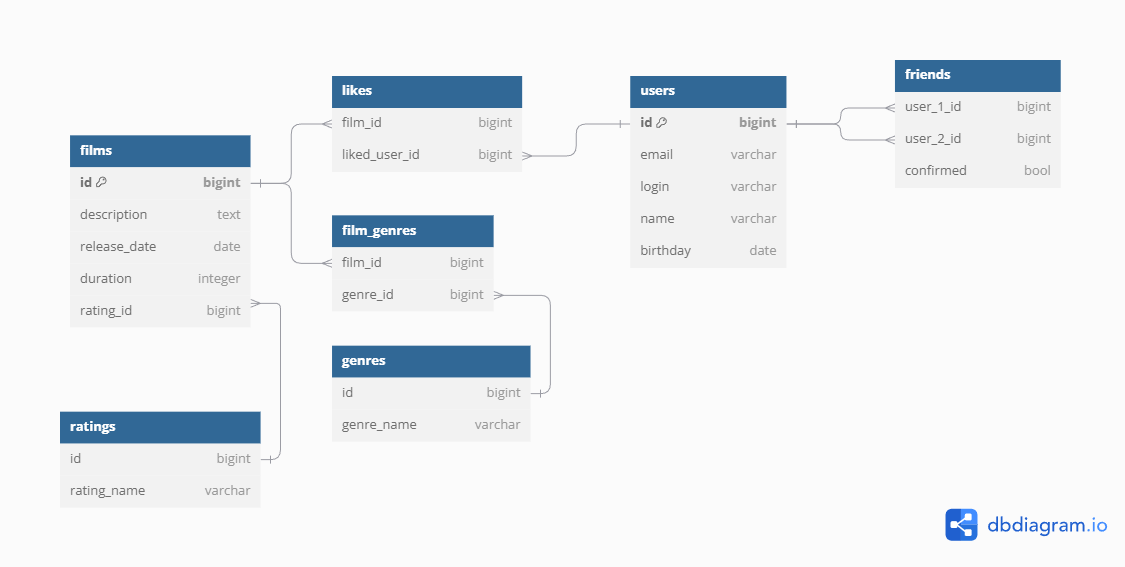 films
id bigint
description text
release_date date
duration integer
rating_id bigint
ratings
id bigint
rating_name varchar
likes
film_id bigint
liked_user_id bigint
film_genres
film_id bigint
genre_id bigint
genres
id bigint
genre_name varchar
users
id bigint
email varchar
login varchar
name varchar
birthday date
friends
user_1_id bigint
user_2_id bigint
confirmed bool
dbdiagram.io